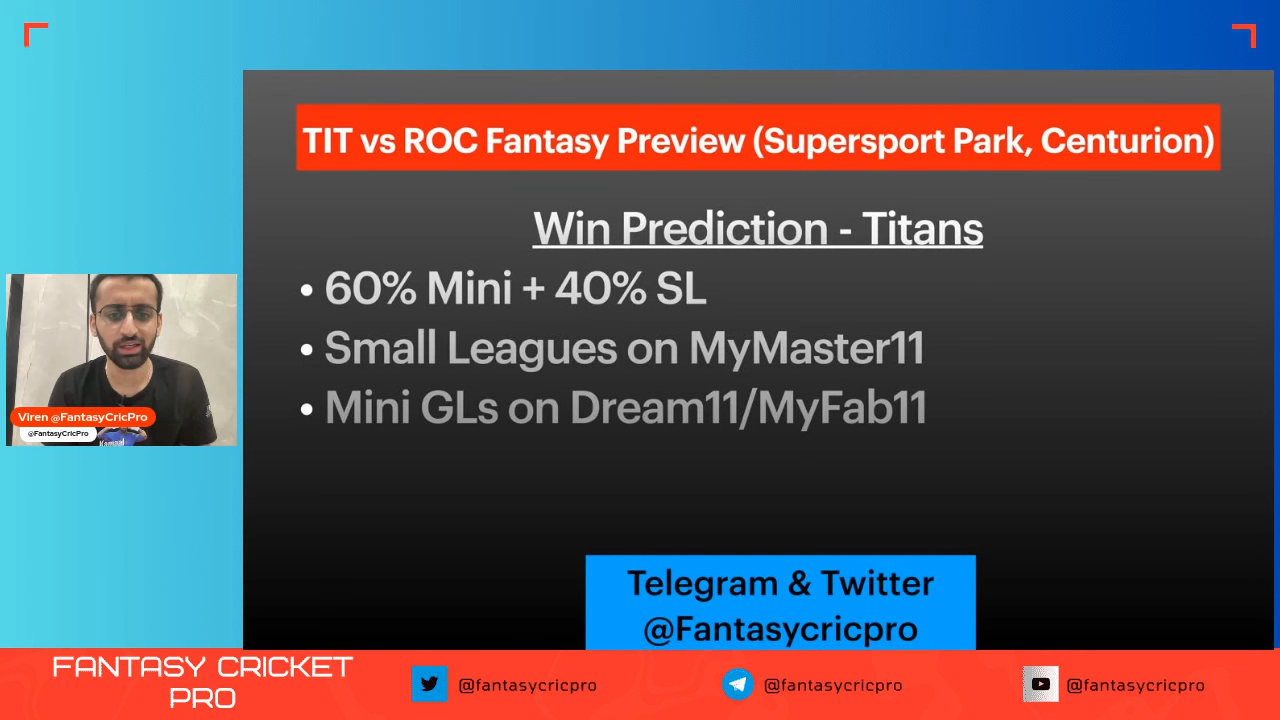 TIT vs ROC Fantasy Preview (Supersport Park, Centurion)
Win Prediction - Titans
• 60% Mini + 40% SL
• Small Leagues on MyMaster11
• Mini GLs on Dream11/MyFab11
Viren @FantasyCricPro
@FantasyCricPro
Kamaal
Telegram & Twitter
@Fantasycricpro
FANTASY CRICKET
PRO
@fantasycricpro
@fantasycricpro
@fantasycricpro